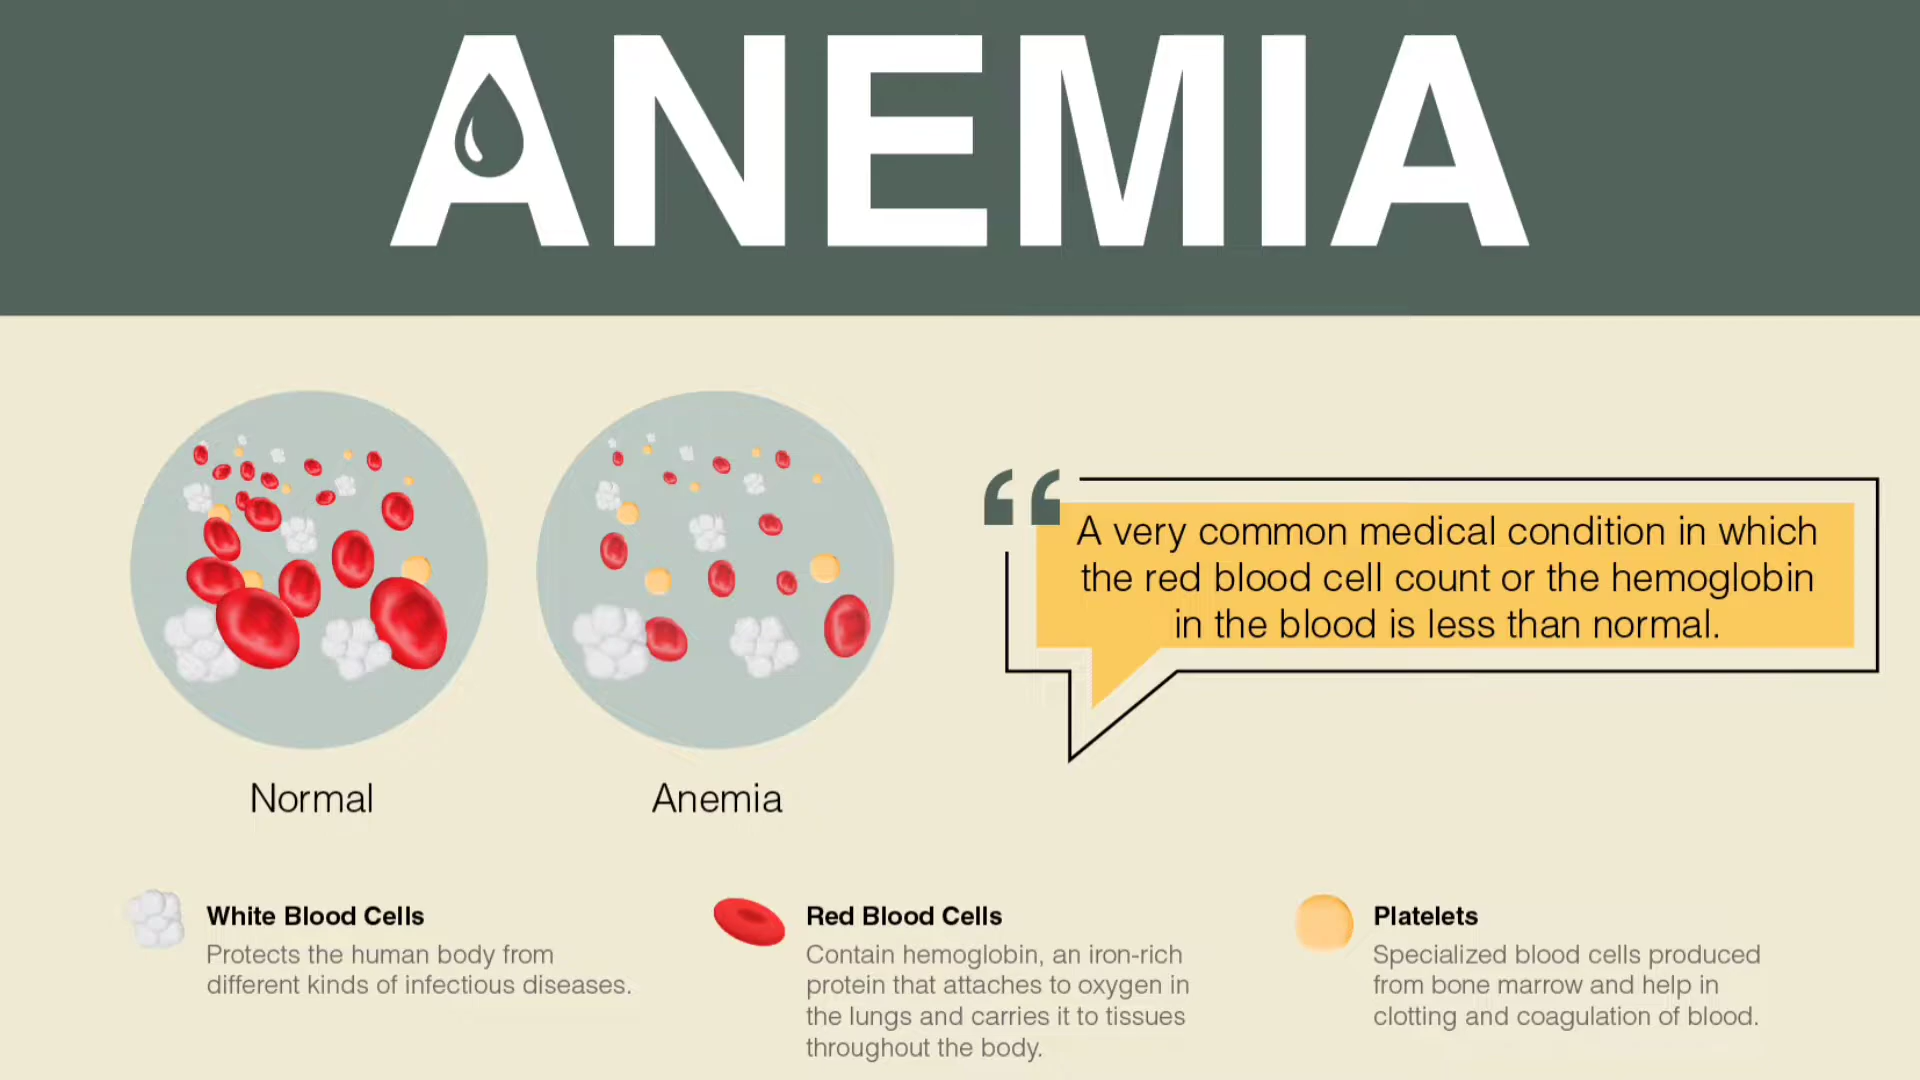 ANEMIA
“
A very common medical condition in which
the red blood cell count or the hemoglobin
in the blood is less than normal.
Normal
Anemia
White Blood Cells
Protects the human body from
different kinds of infectious diseases.
Red Blood Cells
Contain hemoglobin, an iron-rich
protein that attaches to oxygen in
the lungs and carries it to tissues
throughout the body.
Platelets
Specialized blood cells produced
from bone marrow and help in
clotting and coagulation of blood.